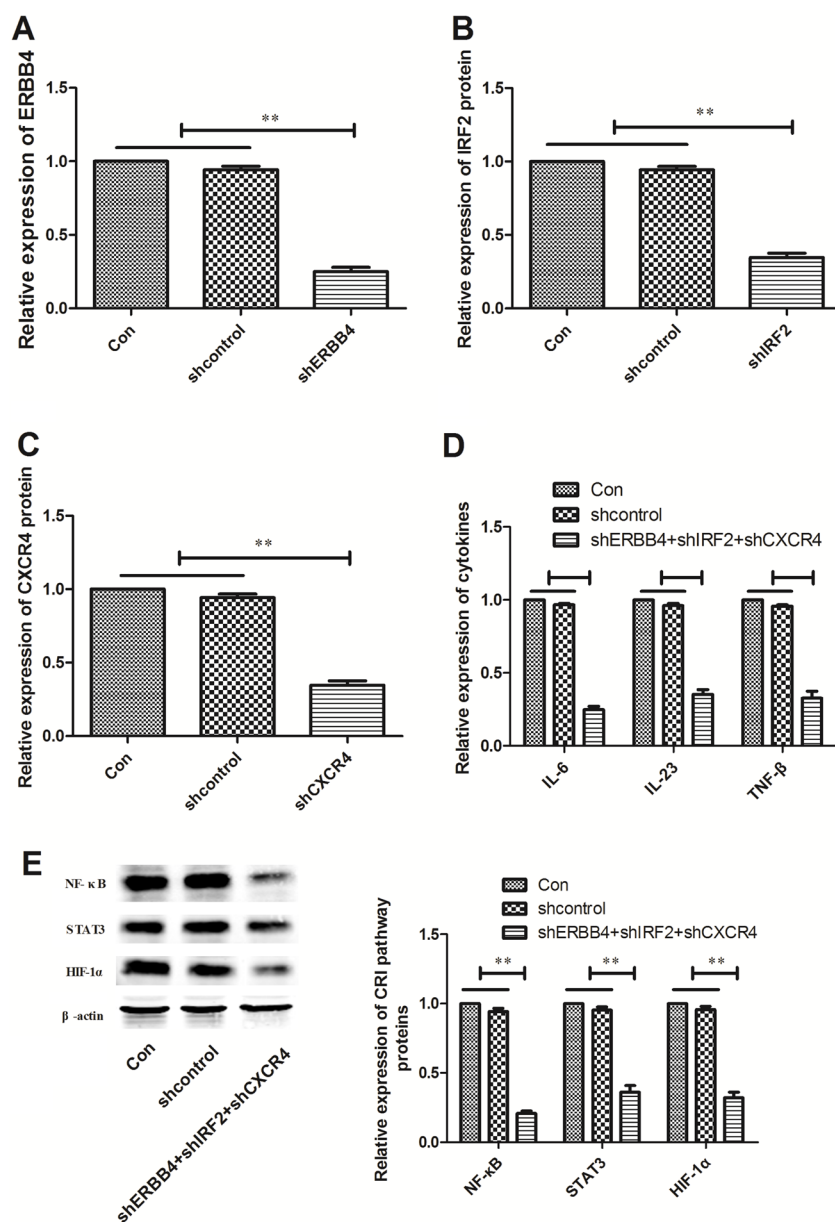 A
Relative expression of ERBB4
1.5
1.0
0.5
0.0
**
Con
shcontrol
shERBB4
B
Relative expression of IRF2 protein
1.5
1.0
0.5
0.0
**
Con
shcontrol
shIRF2
C
Relative expression of CXCR4 protein
1.5
1.0
0.5
0.0
**
Con
shcontrol
shCXCR4
D
Con
shcontrol
shERBB4+shIRF2+shCXCR4
Relative expression of cytokines
1.5
1.0
0.5
0.0
IL-6
IL-23
TNF-β
E
NF- κ B
STAT3
HIF-1α
β -actin
Con
shcontrol
shERBB4+shIRF2+shCXCR4
Con
shcontrol
shERBB4+shIRF2+shCXCR4
Relative expression of CRI pathway
proteins
1.5
1.0
0.5
0.0
**
**
**
NF-κB
STAT3
HIF-1α